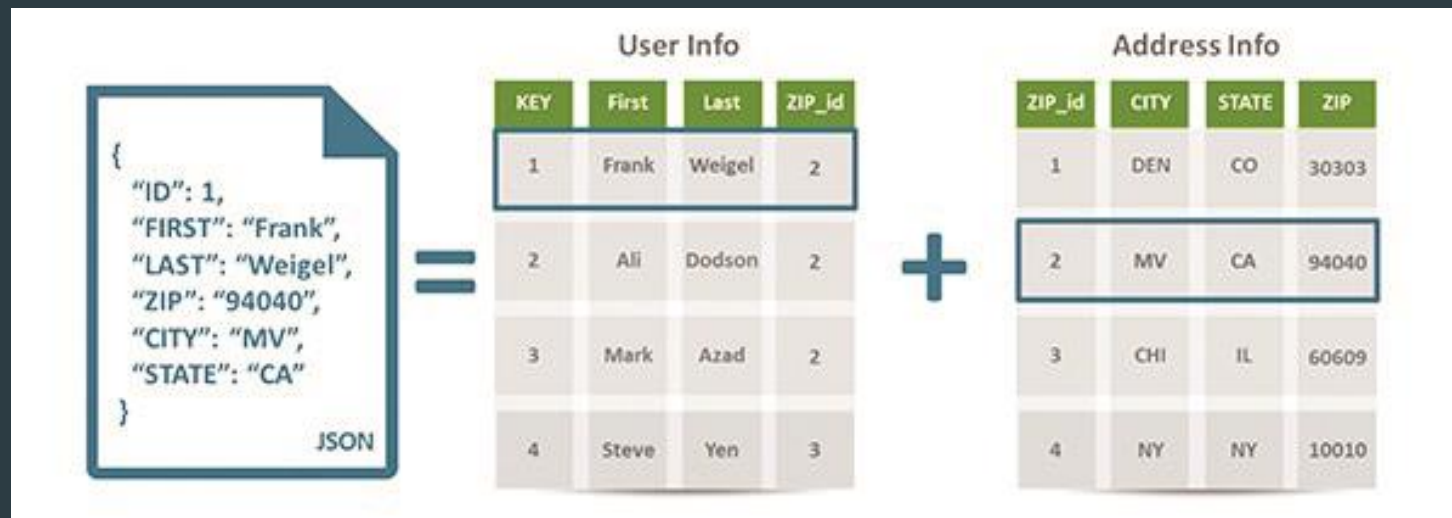 {
"ID": 1,
"FIRST": "Frank",
"LAST": "Weigel",
"ZIP": "94040",
"CITY": "MV",
"STATE": "CA"
}
JSON
=
User Info
KEY First Last ZIP_id
1 Frank Weigel 2
2 Ali Dodson 2
3 Mark Azad 2
4 Steve Yen 3
+
Address Info
ZIP_id CITY STATE ZIP
1 DEN CO 30303
2 MV CA 94040
3 CHI IL 60609
4 NY NY 10010